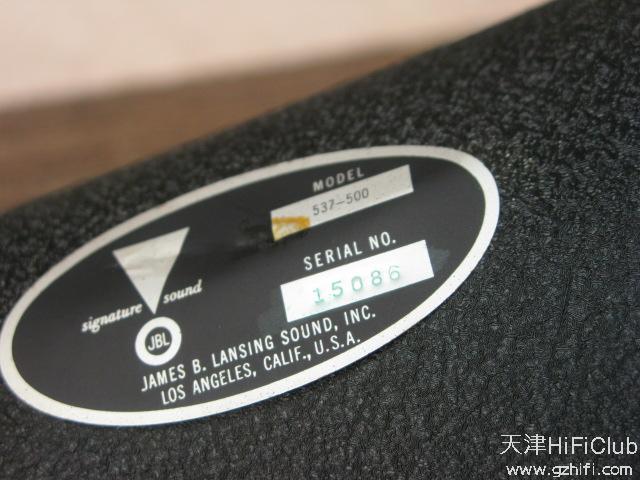 MODEL
537-500
SERIAL NO.
15086
signature sound
JBL
JAMES B. LANSING SOUND, INC.
LOS ANGELES, CALIF., U.S.A.
天津HiFiClub
www.gzhifi.com